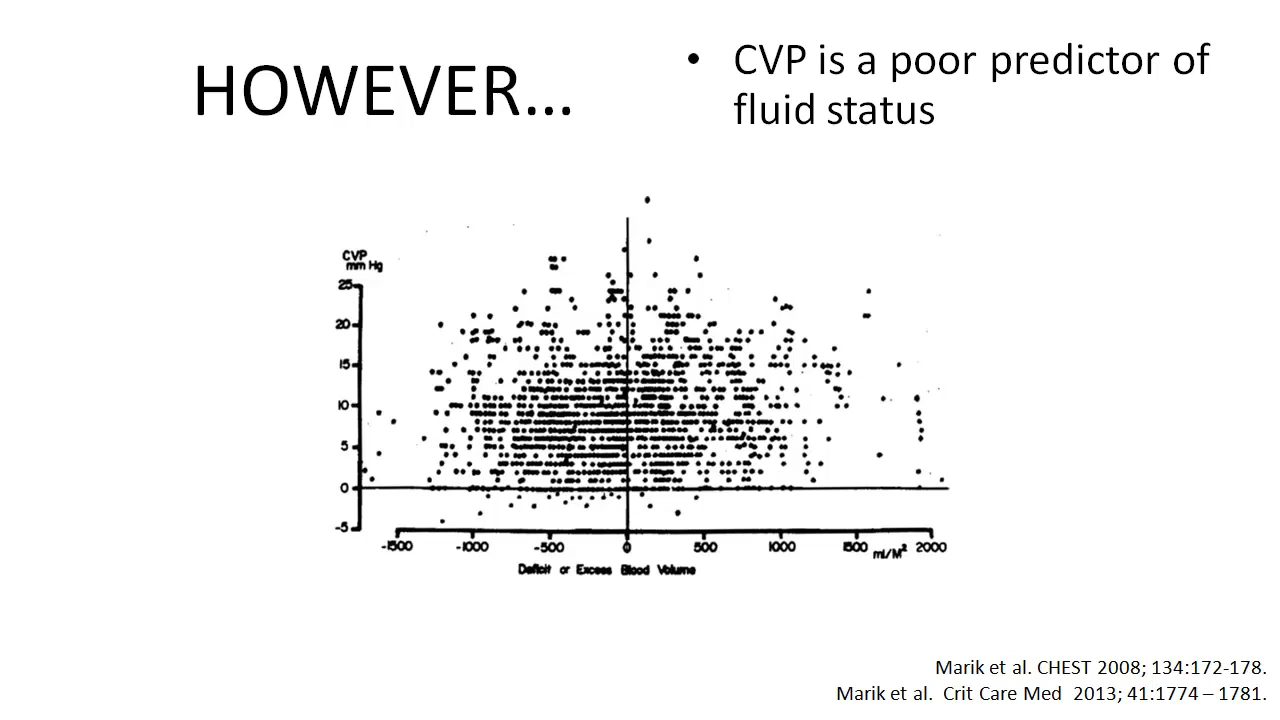 HOWEVER...
• CVP is a poor predictor of
fluid status
CVP
mm Hg
25
20
15
10
5
0
-5
-1500 -1000 -500 0 500 1000 1500 ml/M² 2000
Deficit or Excess Blood Volume
Marik et al. CHEST 2008; 134:172-178.
Marik et al.  Crit Care Med  2013; 41:1774 – 1781.